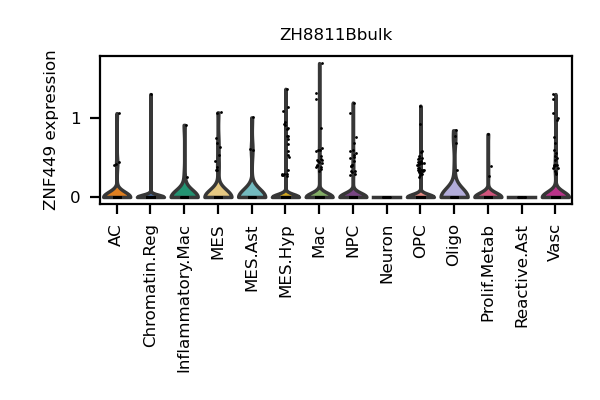 ZH8811Bbulk
ZNF449 expression
1
0
AC
Chromatin.Reg
Inflammatory.Mac
MES
MES.Ast
MES.Hyp
Mac
NPC
Neuron
OPC
Oligo
Prolif.Metab
Reactive.Ast
Vasc